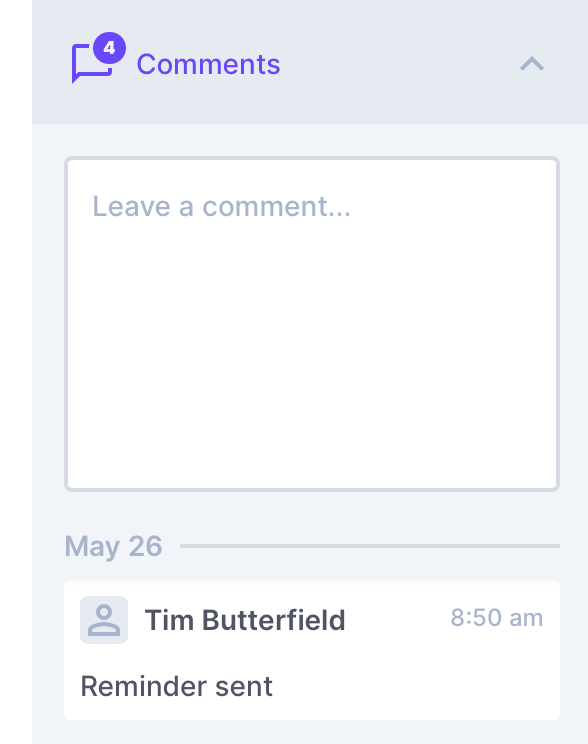 4
Comments
Leave a comment...
May 26
Tim Butterfield
8:50 am
Reminder sent